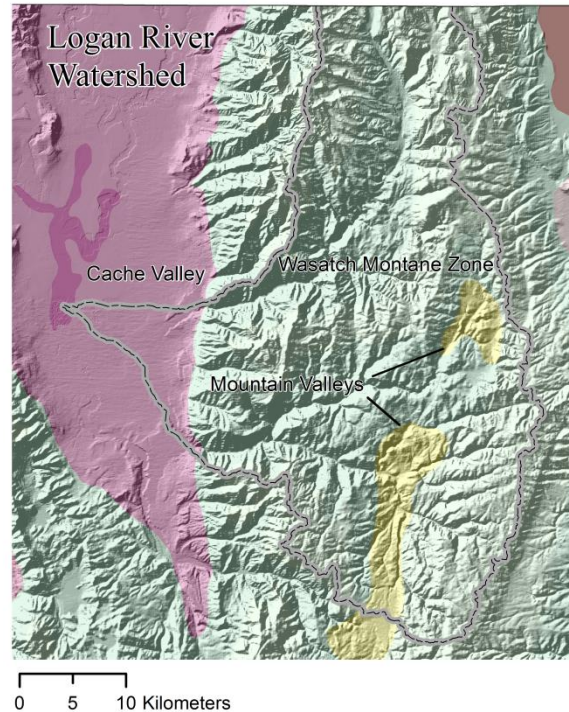 Logan River
Watershed
Cache Valley
Wasatch Montane Zone
Mountain Valleys
0 5 10 Kilometers